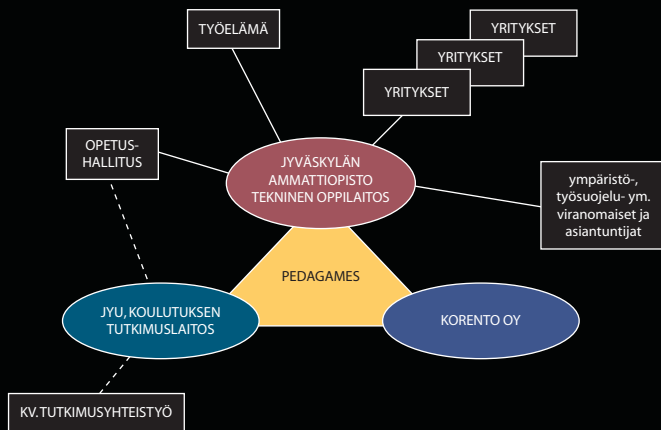 TYÖELÄMÄ
YRITYKSET
YRITYKSET
YRITYKSET
OPETUS-
HALLITUS
JYVÄSKYLÄN
AMMATTIOPISTO
TEKNINEN OPPILAITOS
ympäristö-,
työsuojelu- ym.
viranomaiset ja
asiantuntijat
PEDAGAMES
JYU, KOULUTUKSEN
TUTKIMUSLAITOS
KORENTO OY
KV. TUTKIMUSYHTEISTYÖ